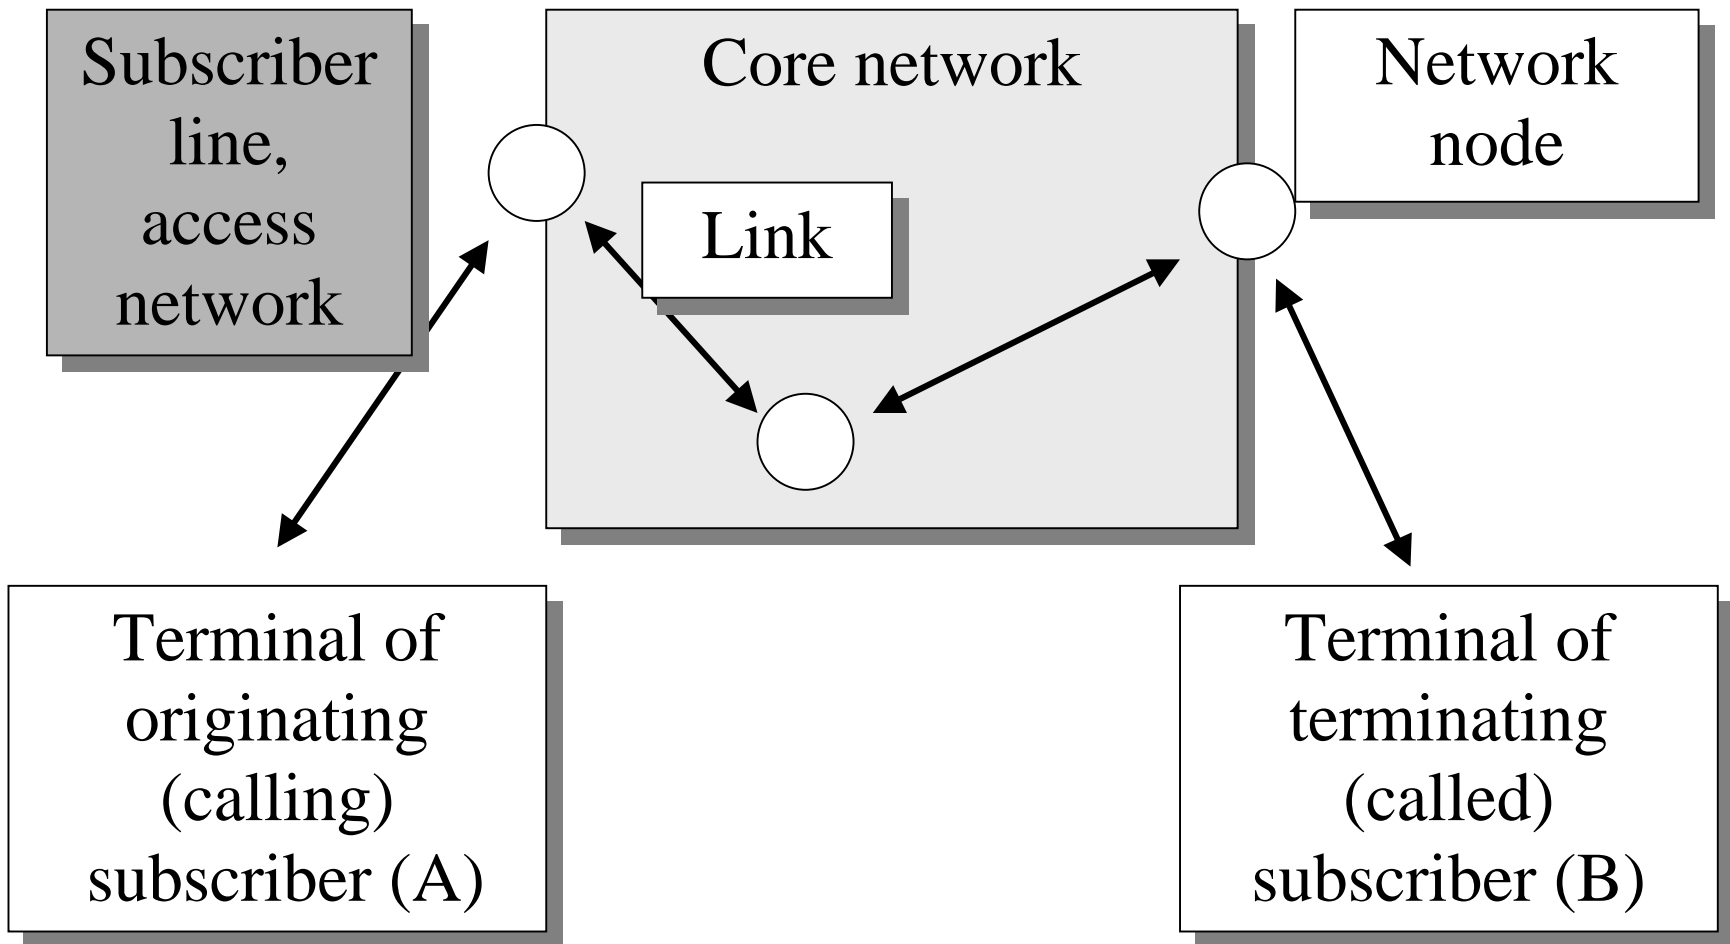 Subscriber
line,
access
network
Core network
Network
node
Link
Terminal of
originating
(calling)
subscriber (A)
Terminal of
terminating
(called)
subscriber (B)